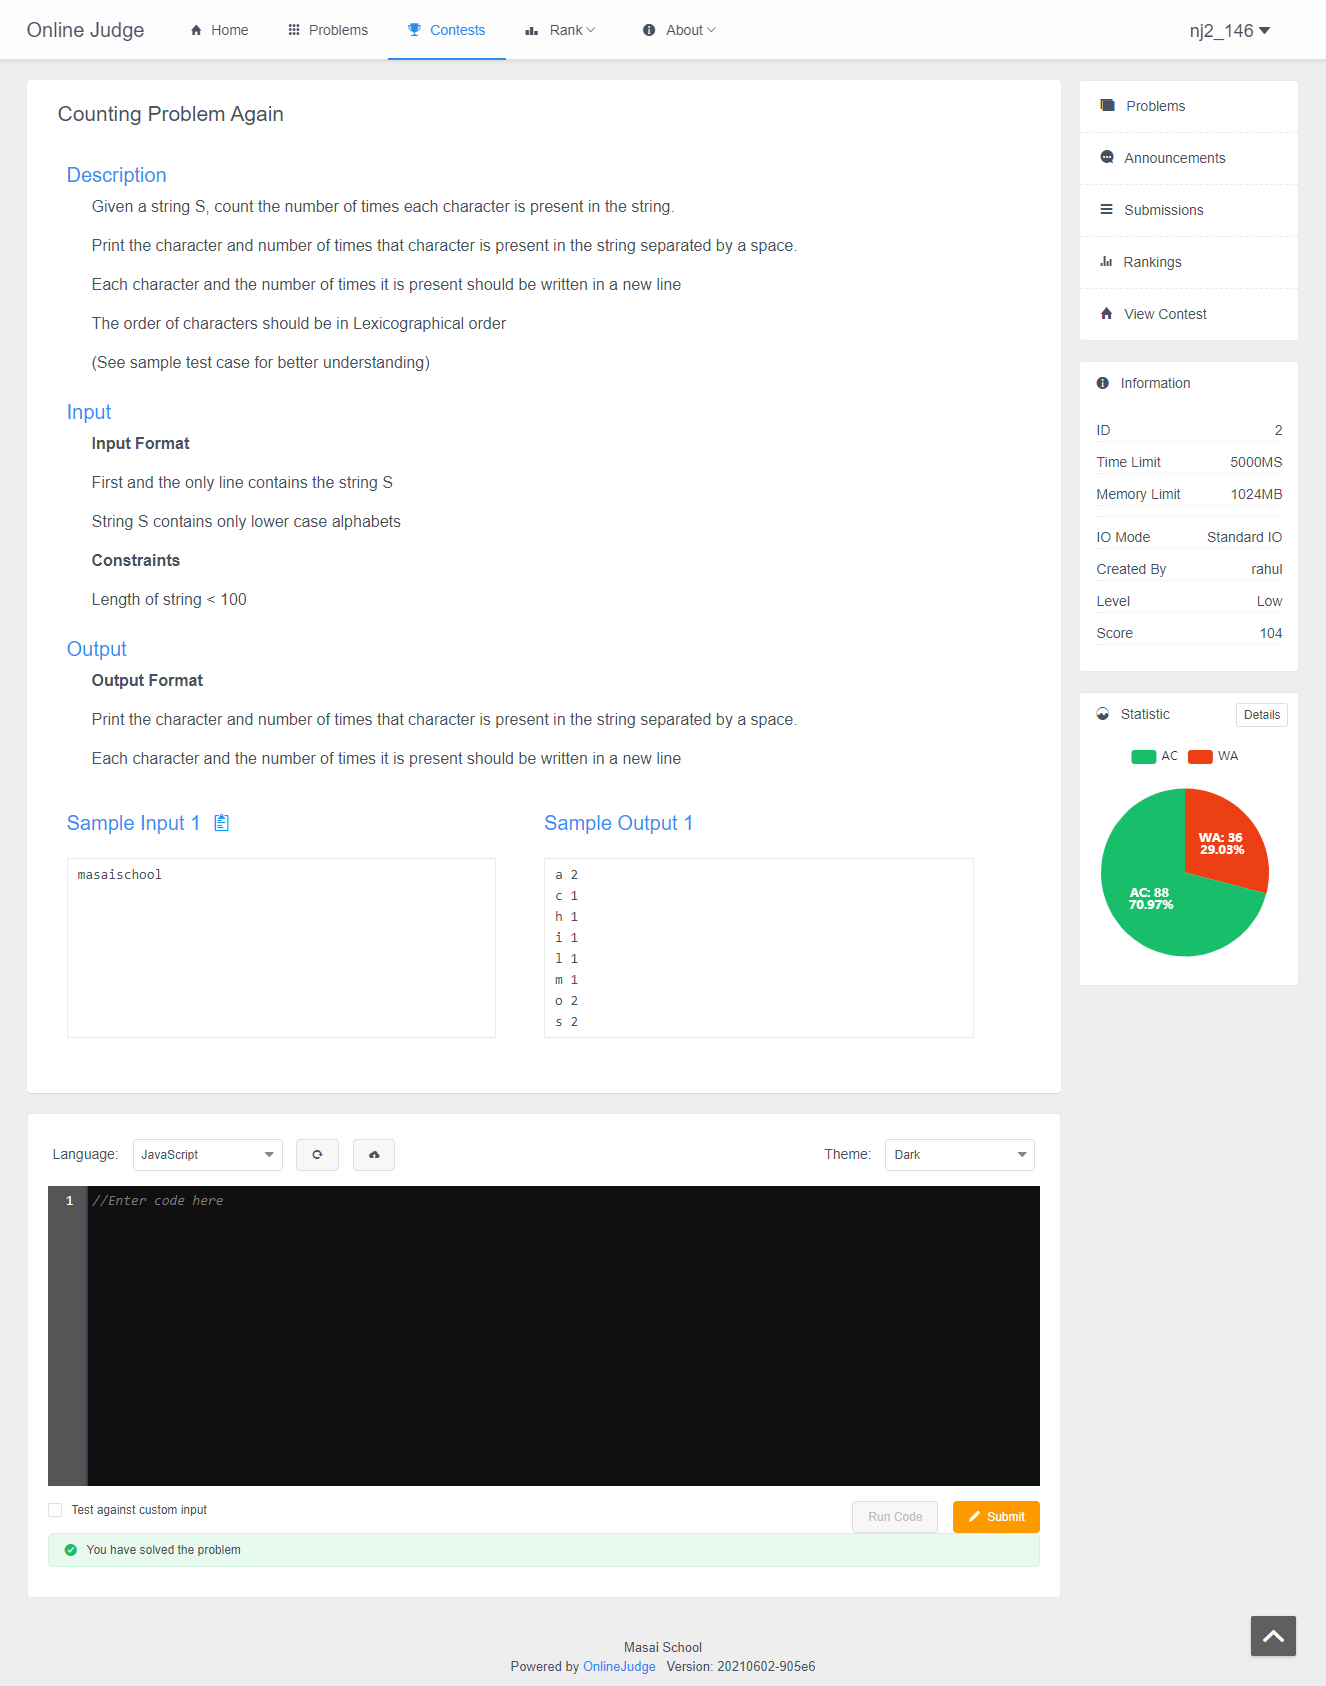 Online Judge
Home
Problems
Contests
Rank
About
nj2_146
Counting Problem Again
Description
Given a string S, count the number of times each character is present in the string.
Print the character and number of times that character is present in the string separated by a space.
Each character and the number of times it is present should be written in a new line
The order of characters should be in Lexicographical order
(See sample test case for better understanding)
Input
Input Format
First and the only line contains the string S
String S contains only lower case alphabets
Constraints
Length of string < 100
Output
Output Format
Print the character and number of times that character is present in the string separated by a space.
Each character and the number of times it is present should be written in a new line
Sample Input 1
masaischool
Sample Output 1
a 2
c 1
h 1
i 1
l 1
m 1
o 2
s 2
Problems
Announcements
Submissions
Rankings
View Contest
Information
ID 2
Time Limit 5000MS
Memory Limit 1024MB
IO Mode Standard IO
Created By rahul
Level Low
Score 104
Statistic
Details
AC WA
WA: 36
29.03%
AC: 88
70.97%
Language: JavaScript
Theme: Dark
1 //Enter code here
Test against custom input
Run Code
Submit
You have solved the problem
Masai School
Powered by OnlineJudge Version: 20210602-905e6